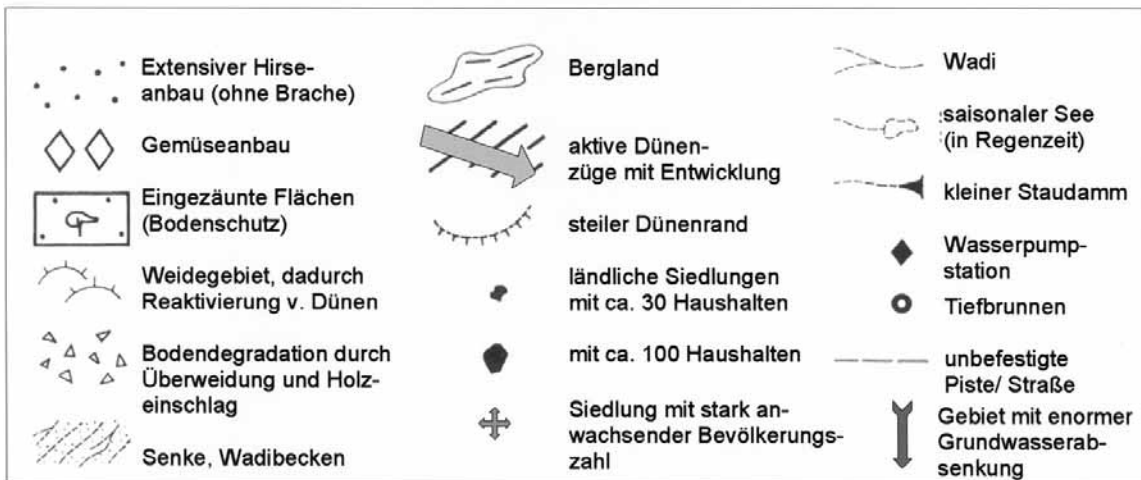 Extensiver Hirse-
anbau (ohne Brache)
Gemüseanbau
Eingezäunte Flächen
(Bodenschutz)
Weidegebiet, dadurch
Reaktivierung v. Dünen
Bodendegradation durch
Überweidung und Holz-
einschlag
Senke, Wadibecken
Bergland
aktive Dünen-
züge mit Entwicklung
steiler Dünenrand
ländliche Siedlungen
mit ca. 30 Haushalten
mit ca. 100 Haushalten
Siedlung mit stark an-
wachsender Bevölkerungs-
zahl
Wadi
saisonaler See
(in Regenzeit)
kleiner Staudamm
Wasserpump-
station
Tiefbrunnen
unbefestigte
Piste/ Straße
Gebiet mit enormer
Grundwasserab-
senkung